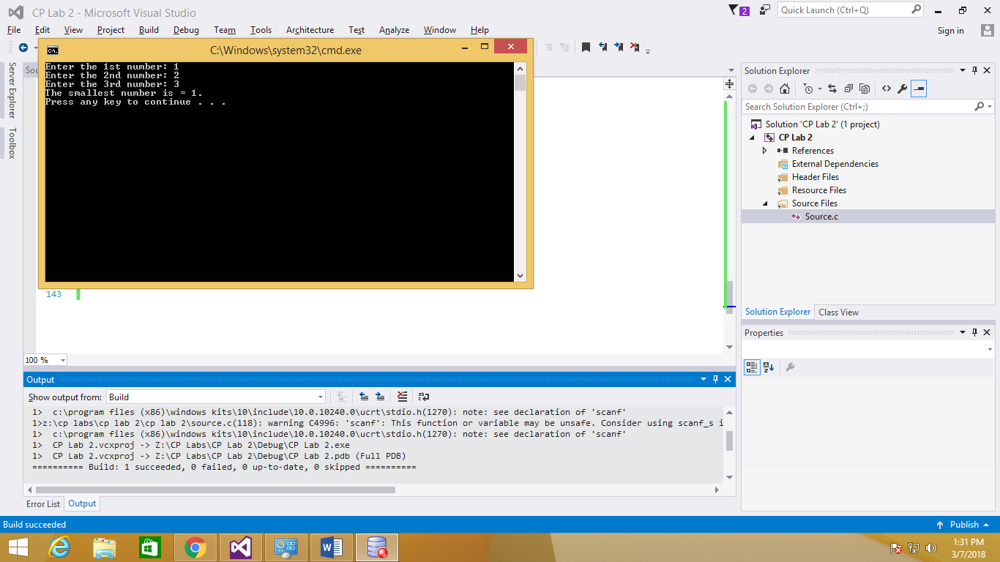 CP Lab 2 - Microsoft Visual Studio
2
Quick Launch (Ctrl+Q)
File Edit View Project Build Debug Team Tools Architecture Test Analyze Window Help
Sign in
C:\Windows\system32\cmd.exe
Enter the 1st number: 1
Enter the 2nd number: 2
Enter the 3rd number: 3
The smallest number is = 1.
Press any key to continue . . .
Server Explorer
Toolbox
Sou
143
100 %
Solution Explorer
Search Solution Explorer (Ctrl+;)
Solution 'CP Lab 2' (1 project)
CP Lab 2
References
External Dependencies
Header Files
Resource Files
Source Files
Source.c
Solution Explorer Class View
Properties
Output
Show output from: Build
1>  c:\program files (x86)\windows kits\10\include\10.0.10240.0\ucrt\stdio.h(1270): note: see declaration of 'scanf'
1>z:\cp labs\cp lab 2\cp lab 2\source.c(118): warning C4996: 'scanf': This function or variable may be unsafe. Consider using scanf_s i
1>  c:\program files (x86)\windows kits\10\include\10.0.10240.0\ucrt\stdio.h(1270): note: see declaration of 'scanf'
1>  CP Lab 2.vcxproj -> Z:\CP Labs\CP Lab 2\Debug\CP Lab 2.exe
1>  CP Lab 2.vcxproj -> Z:\CP Labs\CP Lab 2\Debug\CP Lab 2.pdb (Full PDB)
========== Build: 1 succeeded, 0 failed, 0 up-to-date, 0 skipped ==========
Error List Output
Build succeeded
Publish
1:31 PM
3/7/2018